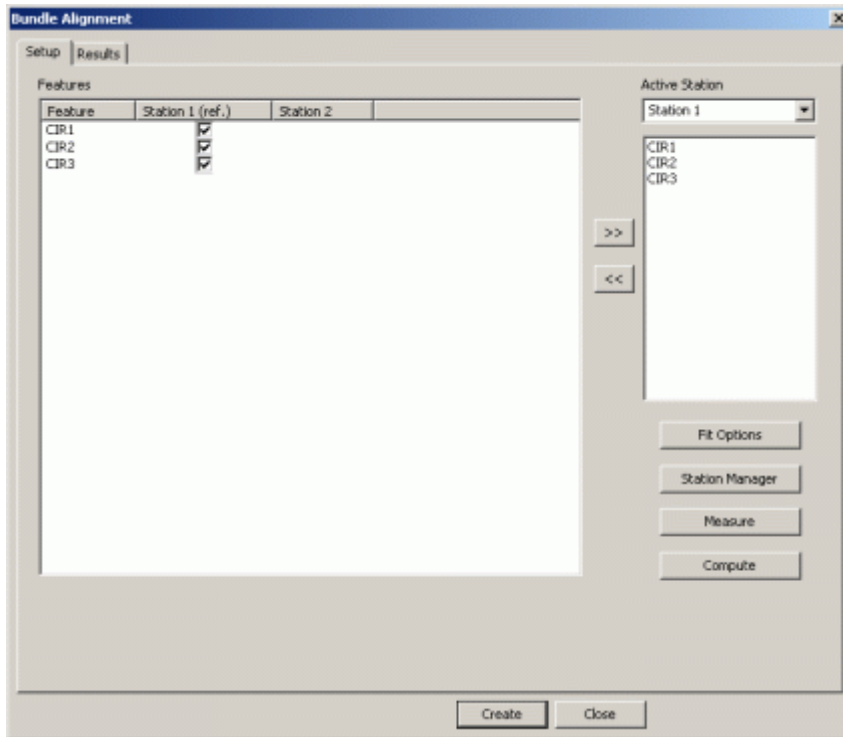 Bundle Alignment
Setup Results
Features
Active Station
Feature Station 1 (ref.) Station 2
Station 1
CIR1
CIR2
CIR3
CIR1
CIR2
CIR3
>>
<<
Fit Options
Station Manager
Measure
Compute
Create Close